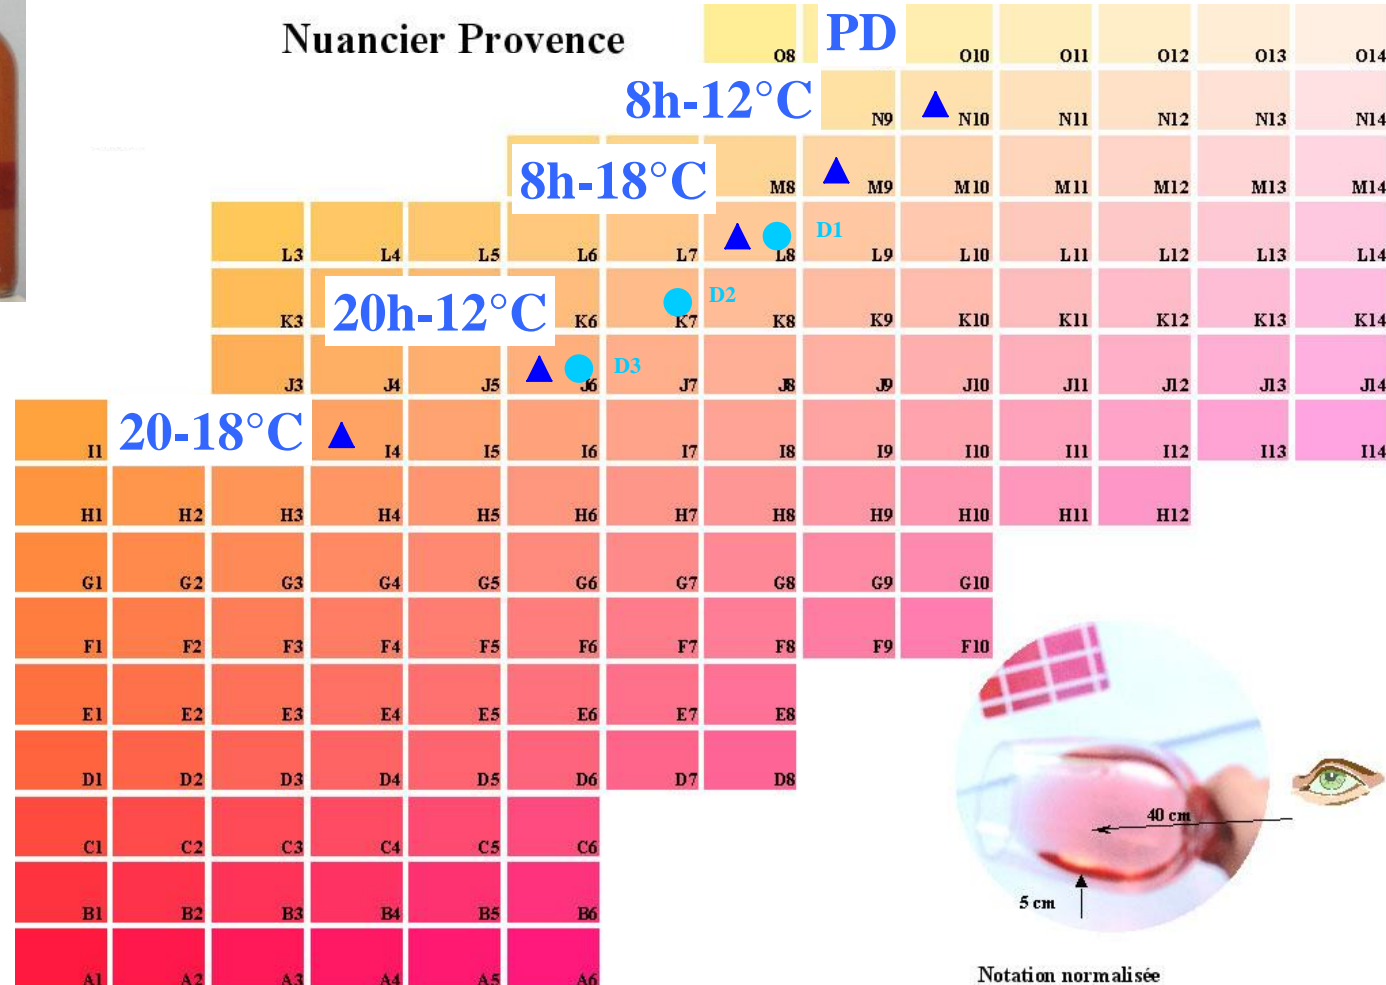 Nuancier Provence
O8 PD O10 O11 O12 O13 O14
8h-12°C N9 N10 N11 N12 N13 N14
8h-18°C M8 M9 M10 M11 M12 M13 M14
L3 L4 L5 L6 L7 L8 D1 L9 L10 L11 L12 L13 L14
K3 20h-12°C K6 K7 D2 K8 K9 K10 K11 K12 K13 K14
J3 J4 J5 J6 D3 J7 J8 J9 J10 J11 J12 J13 J14
I1 20-18°C I4 I5 I6 I7 I8 I9 I10 I11 I12 I13 I14
H1 H2 H3 H4 H5 H6 H7 H8 H9 H10 H11 H12
G1 G2 G3 G4 G5 G6 G7 G8 G9 G10
F1 F2 F3 F4 F5 F6 F7 F8 F9 F10
E1 E2 E3 E4 E5 E6 E7 E8
D1 D2 D3 D4 D5 D6 D7 D8
C1 C2 C3 C4 C5 C6
B1 B2 B3 B4 B5 B6
A1 A2 A3 A4 A5 A6
40 cm
5 cm
Notation normalisée